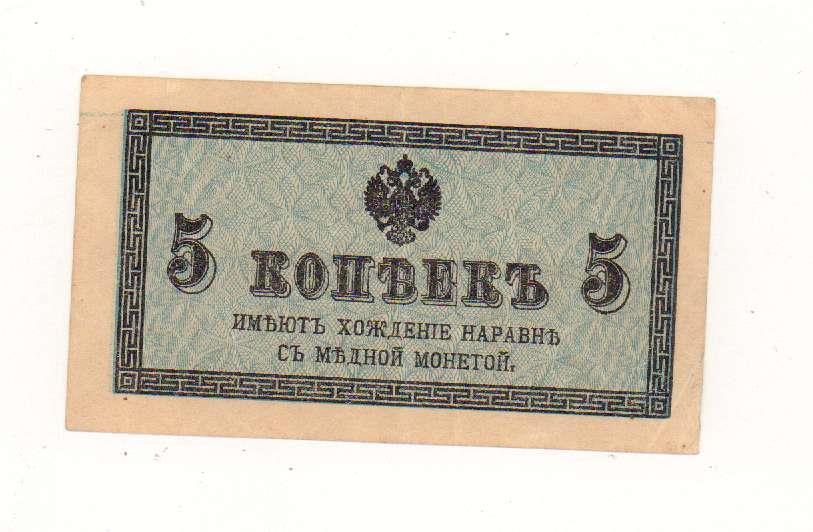 5 КОПѢЕКЪ 5
ИМѢЮТЪ ХОЖДЕНІЕ НАРАВНѢ
СЪ МѢДНОЙ МОНЕТОЙ.